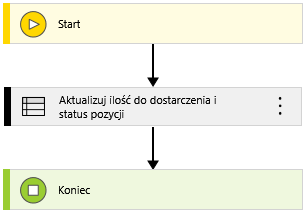 Start
Aktualizuj ilość do dostarczenia i
status pozycji
Koniec